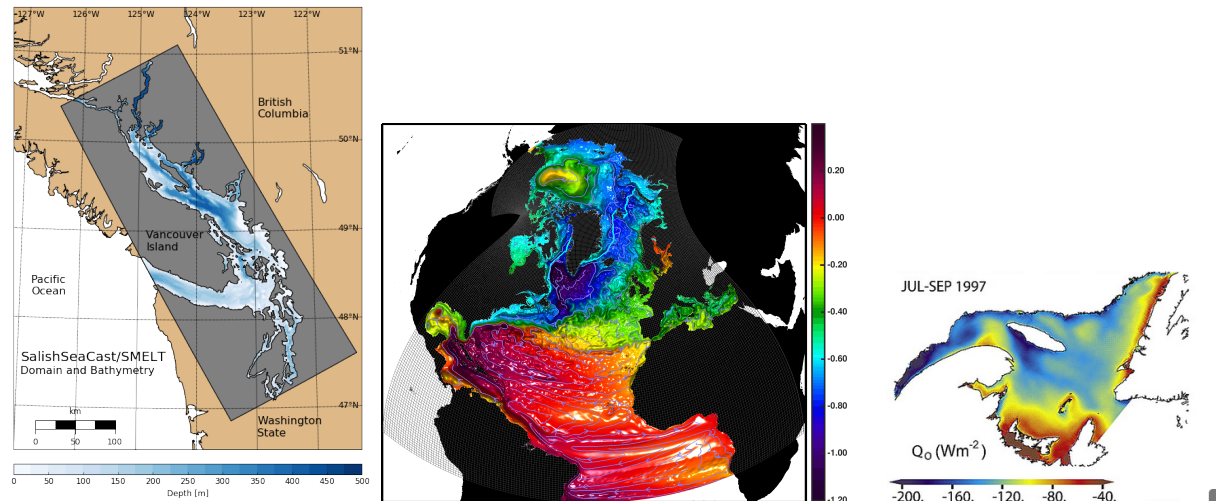 127°W 126°W 125°W 124°W 123°W 122°W
51°N
British
Columbia
50°N
Vancouver
Island
49°N
Pacific
Ocean
48°N
SalishSeaCast/SMELT
Domain and Bathymetry
km
0 50 100
Washington
State
47°N
0 50 100 150 200 250 300 350 400 450 500
Depth [m]
0.20
0.00
-0.20
-0.40
-0.60
-0.80
-1.00
-1.20
JUL-SEP 1997
Qo (Wm-2)
-200. -160. -120. -80. -40.